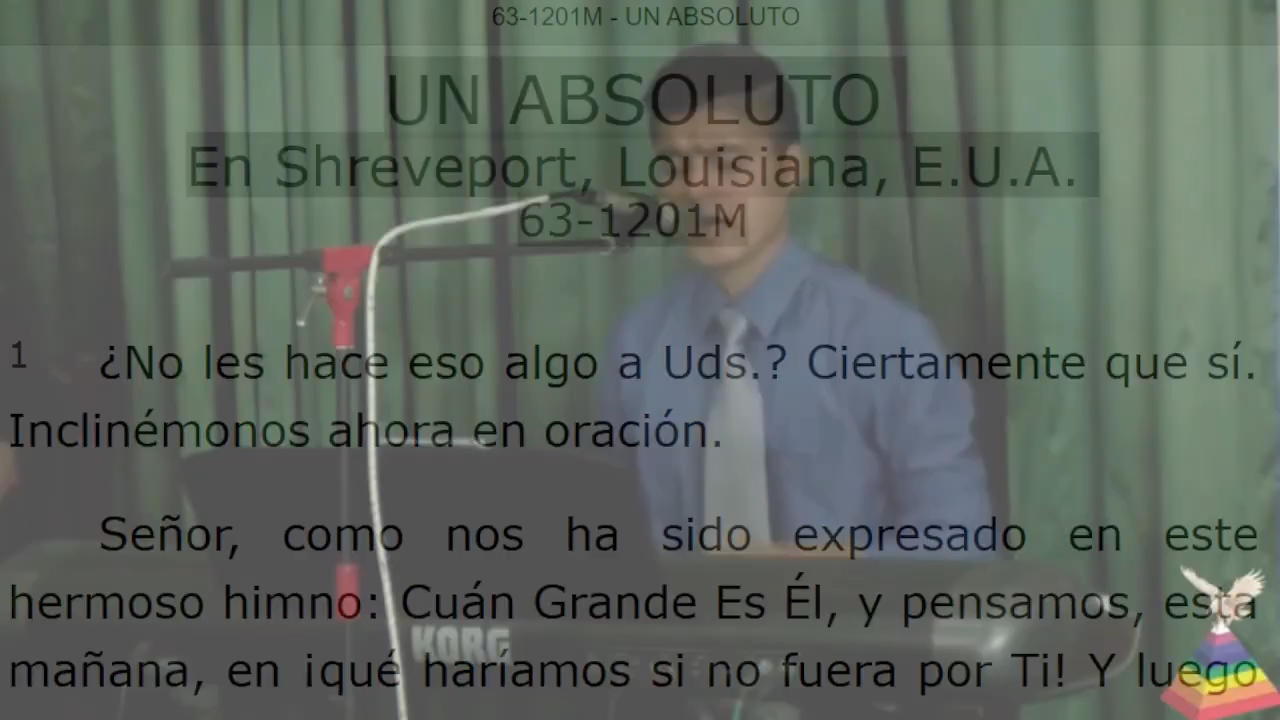 63-1201M - UN ABSOLUTO
UN ABSOLUTO
En Shreveport, Louisiana, E.U.A.
63-1201M
1 ¿No les hace eso algo a Uds.? Ciertamente que sí.
Inclinémonos ahora en oración.
Señor, como nos ha sido expresado en este
hermoso himno: Cuán Grande Es Él, y pensamos, esta
mañana, en ¡qué haríamos si no fuera por Ti! Y luego
KORG